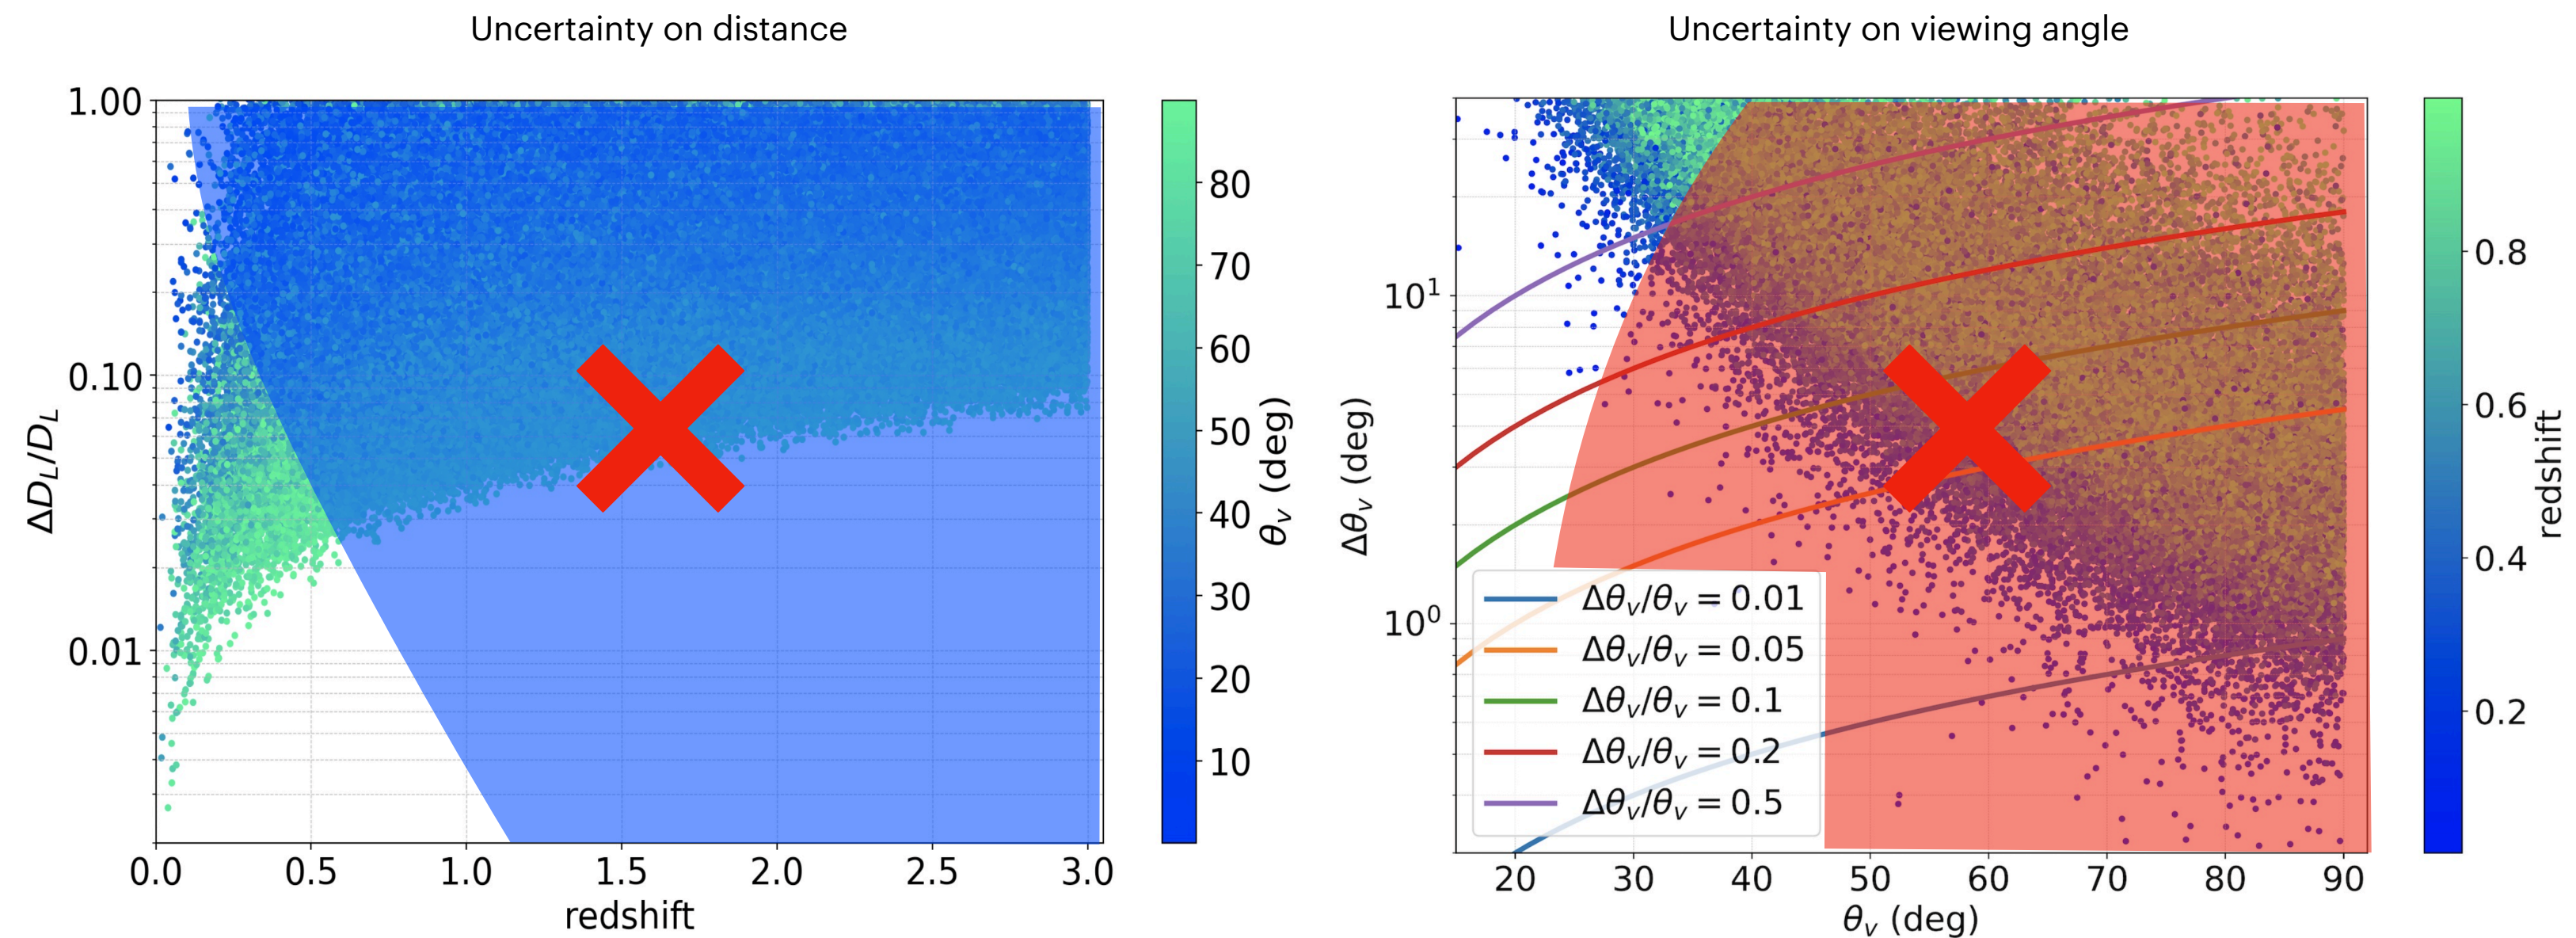 Uncertainty on distance
1.00
0.10
0.01
ΔD_L/D_L
0.0 0.5 1.0 1.5 2.0 2.5 3.0
redshift
80
70
60
50
40
30
20
10
θ_v (deg)
Uncertainty on viewing angle
10¹
10⁰
Δθ_v (deg)
Δθ_v/θ_v = 0.01
Δθ_v/θ_v = 0.05
Δθ_v/θ_v = 0.1
Δθ_v/θ_v = 0.2
Δθ_v/θ_v = 0.5
20 30 40 50 60 70 80 90
θ_v (deg)
0.8
0.6
0.4
0.2
redshift